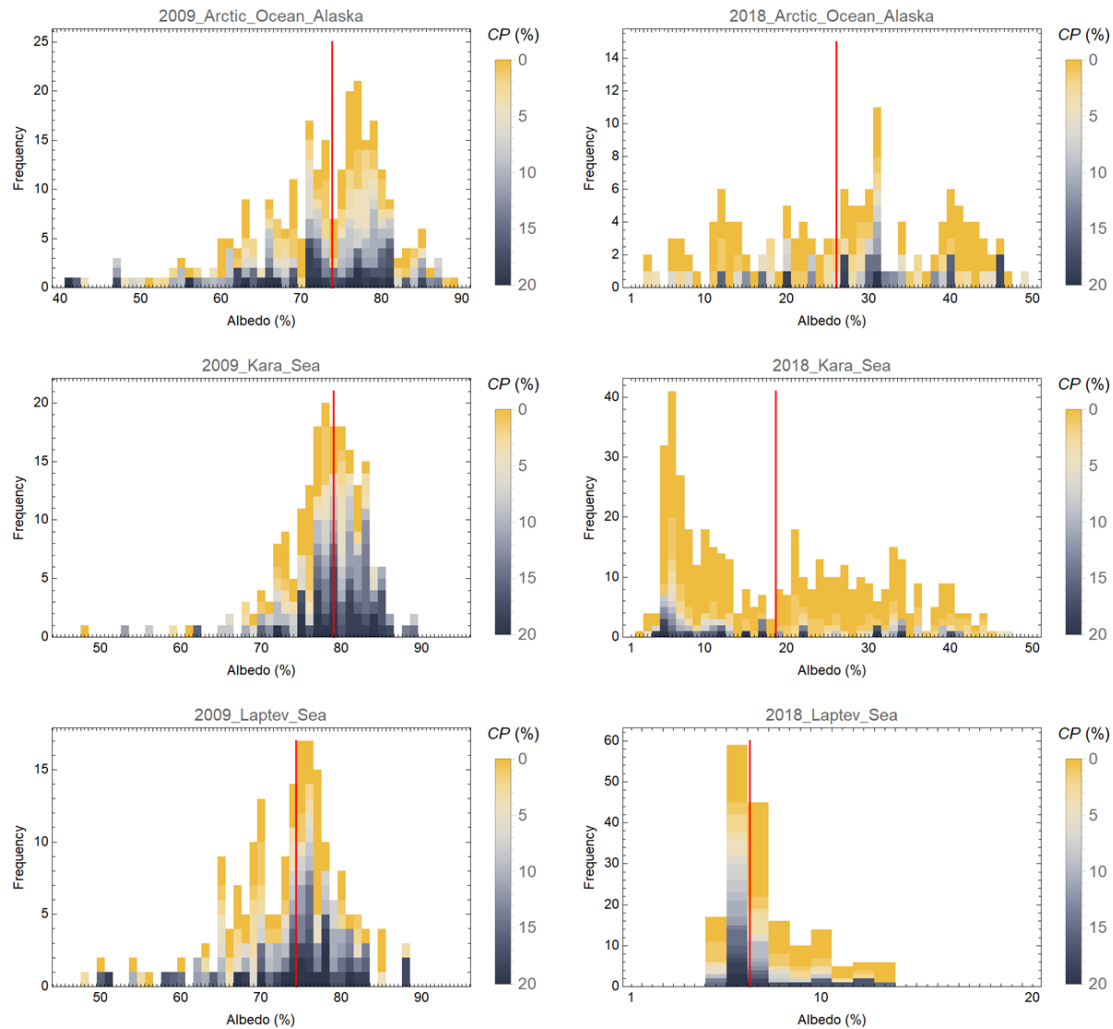 2009_Arctic_Ocean_Alaska
CP (%)
25
20
15
10
5
0
Frequency
40 50 60 70 80 90
Albedo (%)
0
5
10
15
20
2018_Arctic_Ocean_Alaska
CP (%)
14
12
10
8
6
4
2
0
Frequency
1 10 20 30 40 50
Albedo (%)
0
5
10
15
20
2009_Kara_Sea
CP (%)
20
15
10
5
0
Frequency
50 60 70 80 90
Albedo (%)
0
5
10
15
20
2018_Kara_Sea
CP (%)
40
30
20
10
0
Frequency
1 10 20 30 40 50
Albedo (%)
0
5
10
15
20
2009_Laptev_Sea
CP (%)
15
10
5
0
Frequency
50 60 70 80 90
Albedo (%)
0
5
10
15
20
2018_Laptev_Sea
CP (%)
60
50
40
30
20
10
0
Frequency
1 10 20
Albedo (%)
0
5
10
15
20